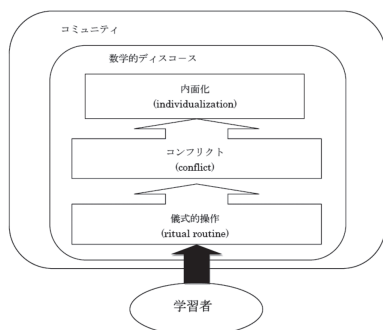 コミュニティ
数学的ディスコース
内面化
(individualization)
コンフリクト
(conflict)
儀式的操作
(ritual routine)
学習者